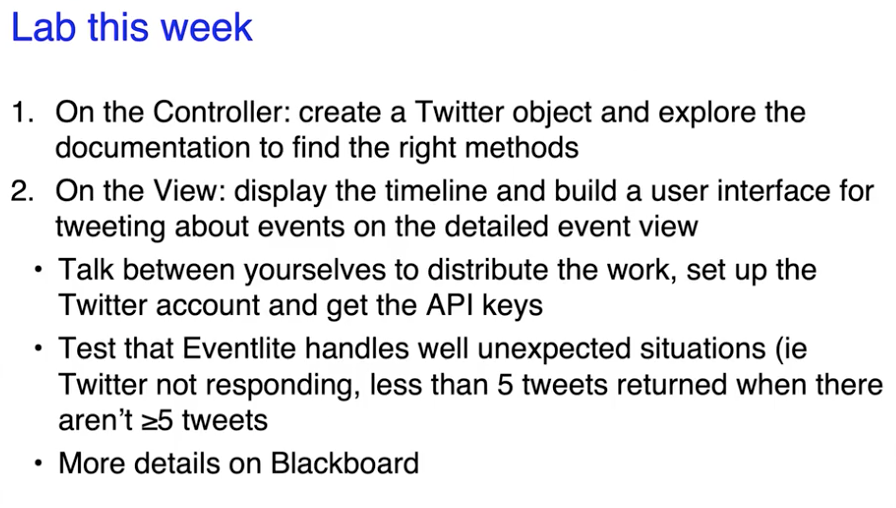 Lab this week
1. On the Controller: create a Twitter object and explore the
documentation to find the right methods
2. On the View: display the timeline and build a user interface for
tweeting about events on the detailed event view
• Talk between yourselves to distribute the work, set up the
Twitter account and get the API keys
• Test that Eventlite handles well unexpected situations (ie
Twitter not responding, less than 5 tweets returned when there
aren't ≥5 tweets
• More details on Blackboard